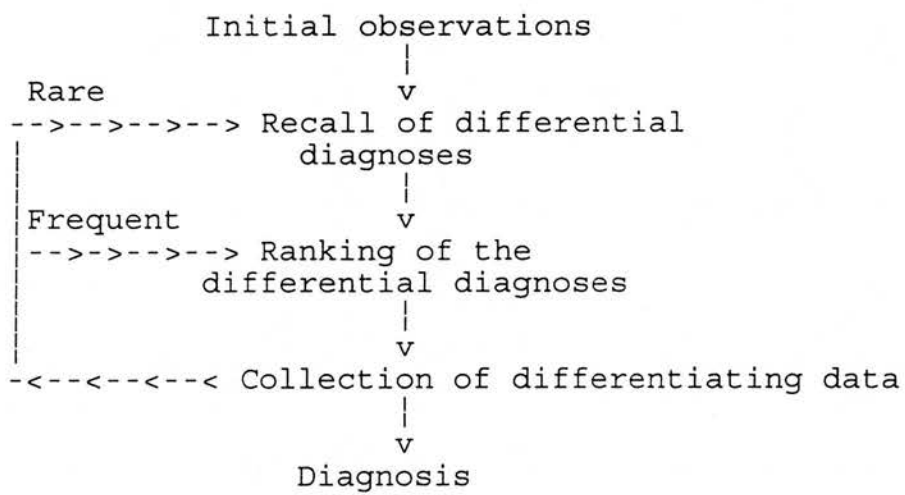 Initial observations
|
|
v
Rare
-->-->-->--> Recall of differential
diagnoses
|
|
v
Frequent
|-->->-->--> Ranking of the
differential diagnoses
|
|
v
-<--<--<--< Collection of differentiating data
|
|
v
Diagnosis